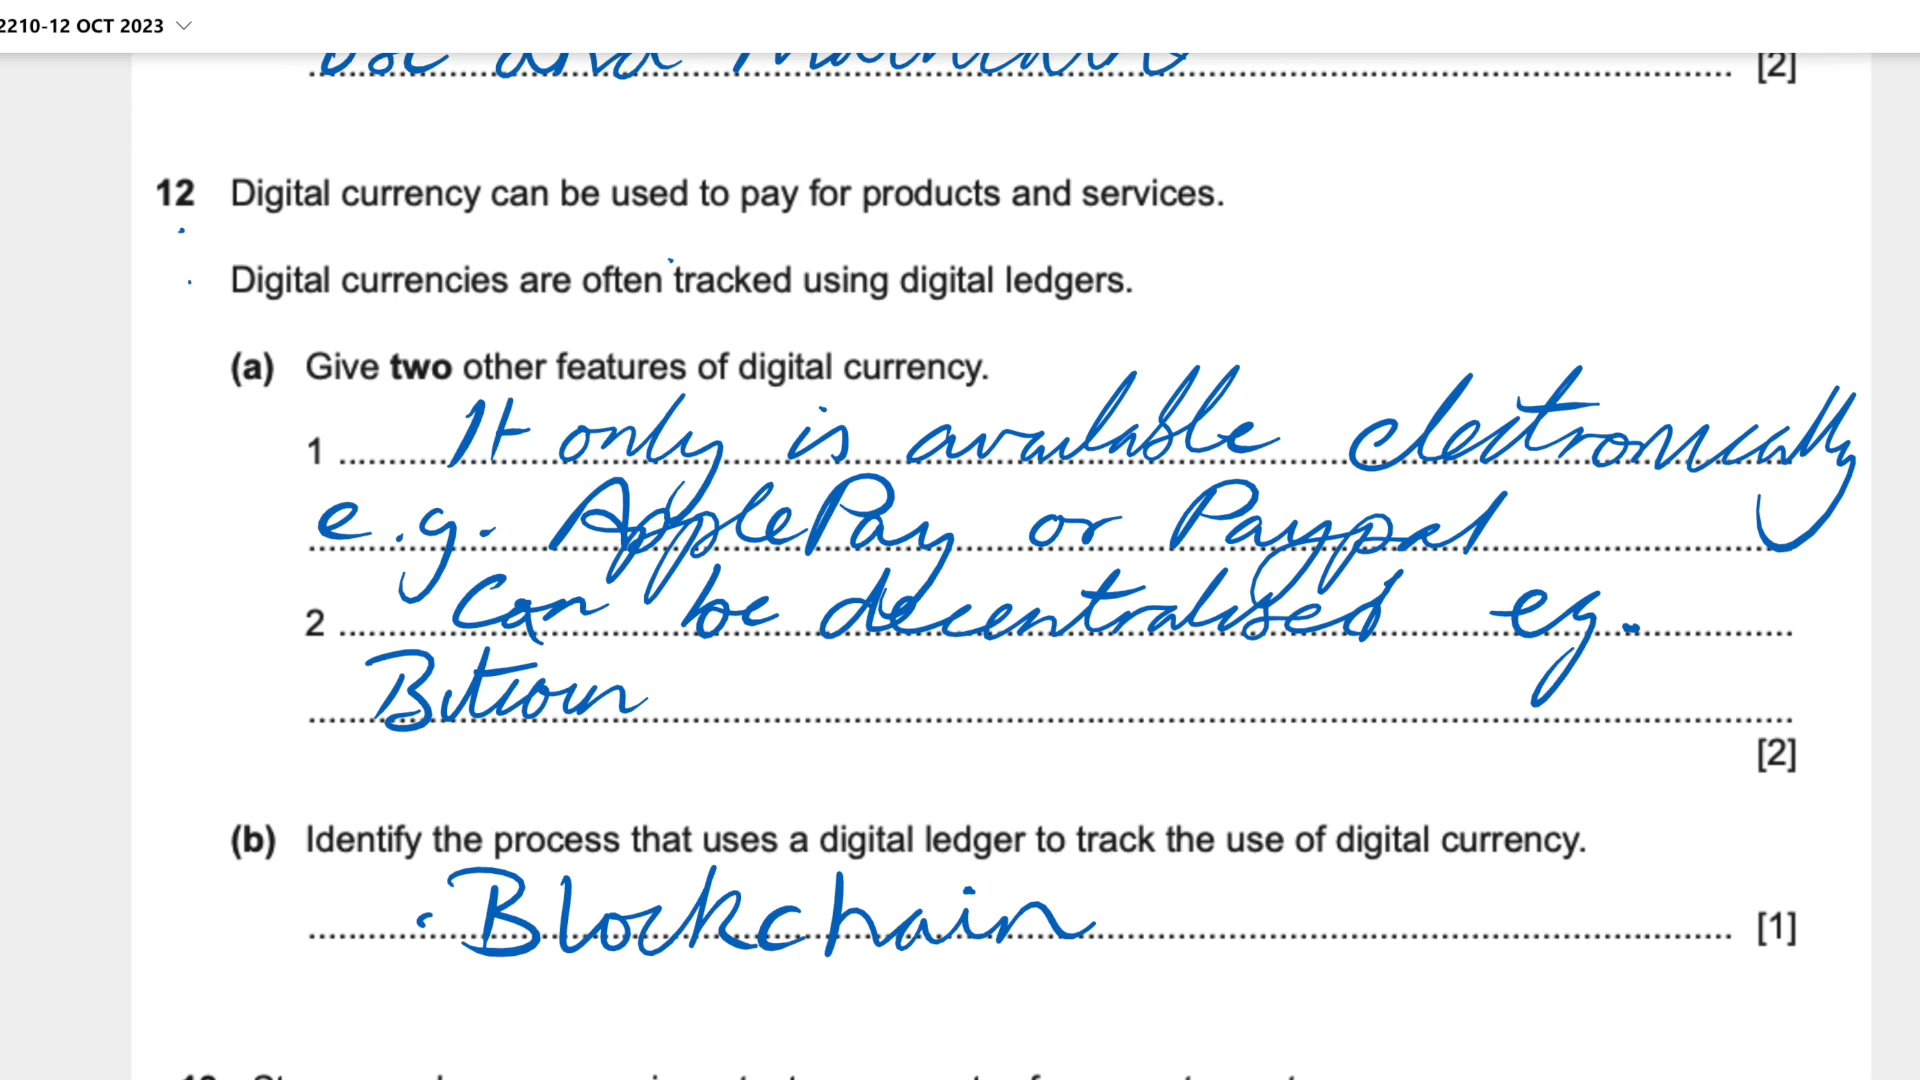 2210-12 OCT 2023
use and maintain
[2]
12 Digital currency can be used to pay for products and services.
Digital currencies are often tracked using digital ledgers.
(a) Give two other features of digital currency.
1 It only is available electronically
e.g. ApplePay or Paypal
2 Can be decentralised eg.
Bitcoin
[2]
(b) Identify the process that uses a digital ledger to track the use of digital currency.
Blockchain [1]